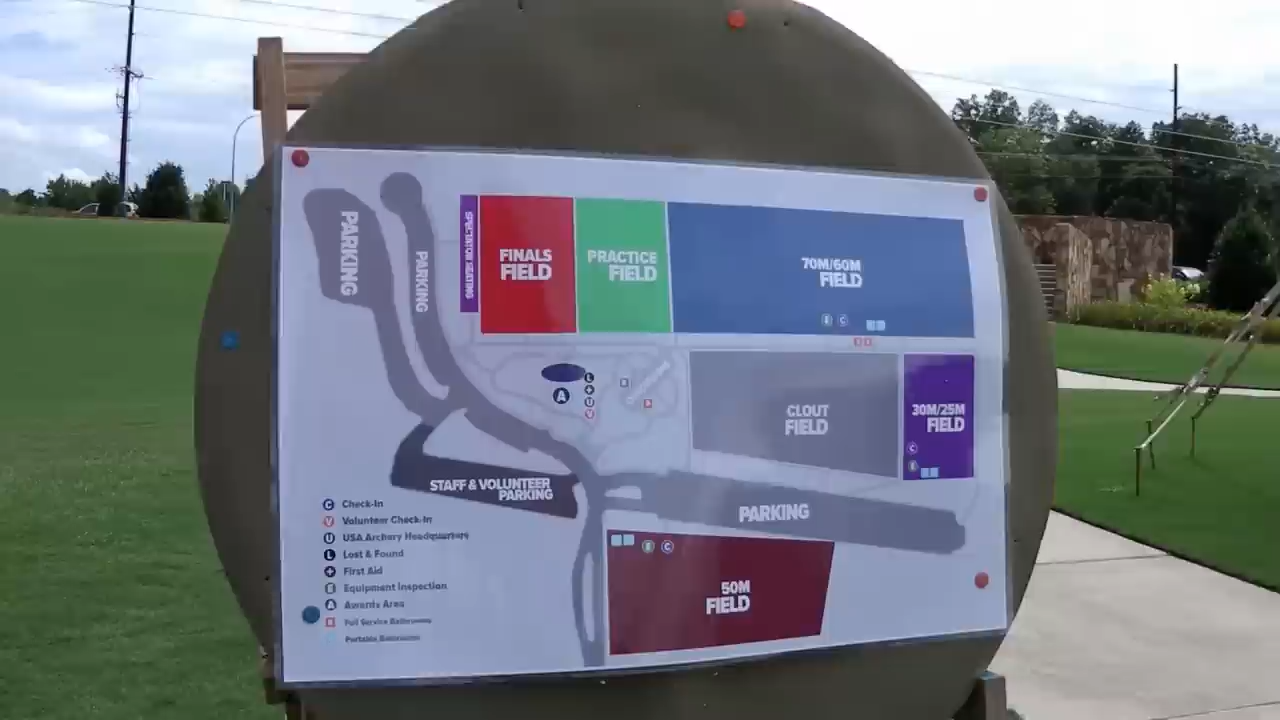 PARKING
PARKING
SPECTATOR SEATING
FINALS
FIELD
PRACTICE
FIELD
70M/60M
FIELD
E C
L
A
U
V
E
CLOUT
FIELD
30M/25M
FIELD
C
E
STAFF & VOLUNTEER
PARKING
PARKING
E C
50M
FIELD
C Check-In
V Volunteer Check-In
U USA Archery Headquarters
L Lost & Found
First Aid
E Equipment Inspection
A Awards Area
Full Service Bathrooms
Portable Bathrooms